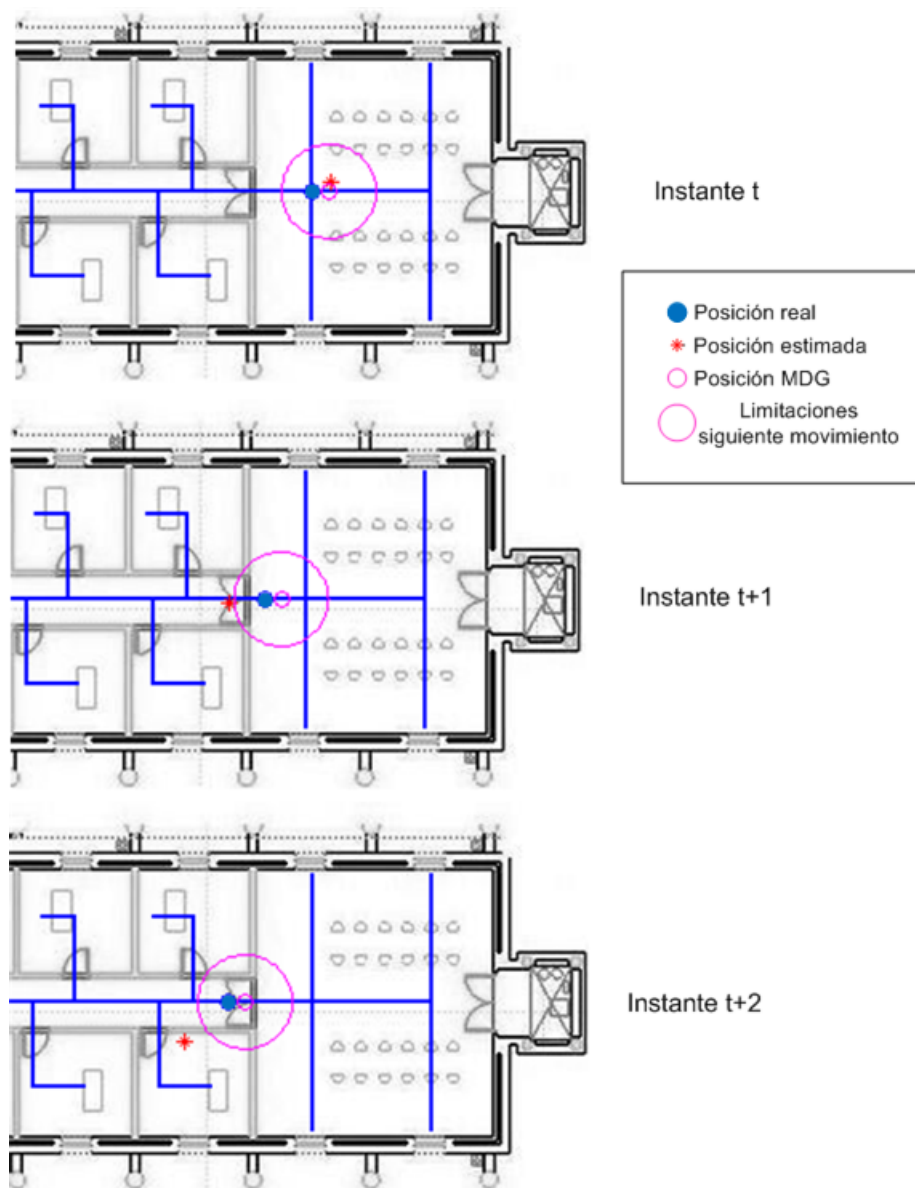 Instante t
Posición real
Posición estimada
Posición MDG
Limitaciones
siguiente movimiento
Instante t+1
Instante t+2